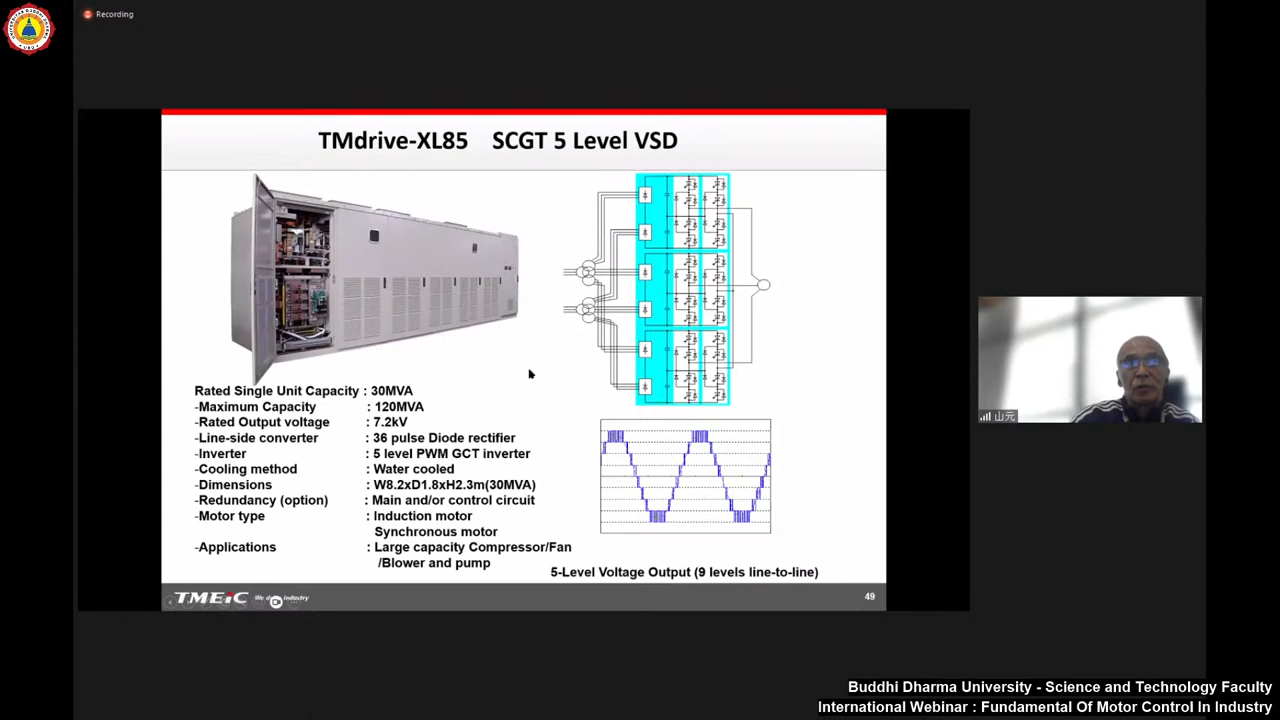 Recording
TMdrive-XL85 SCGT 5 Level VSD
Rated Single Unit Capacity : 30MVA
-Maximum Capacity : 120MVA
-Rated Output voltage : 7.2kV
-Line-side converter : 36 pulse Diode rectifier
-Inverter : 5 level PWM GCT inverter
-Cooling method : Water cooled
-Dimensions : W8.2xD1.8xH2.3m(30MVA)
-Redundancy (option) : Main and/or control circuit
-Motor type : Induction motor
Synchronous motor
-Applications : Large capacity Compressor/Fan
/Blower and pump
5-Level Voltage Output (9 levels line-to-line)
TMEiC We industry
49
山元
Buddhi Dharma University - Science and Technology Faculty
International Webinar : Fundamental Of Motor Control In Industry